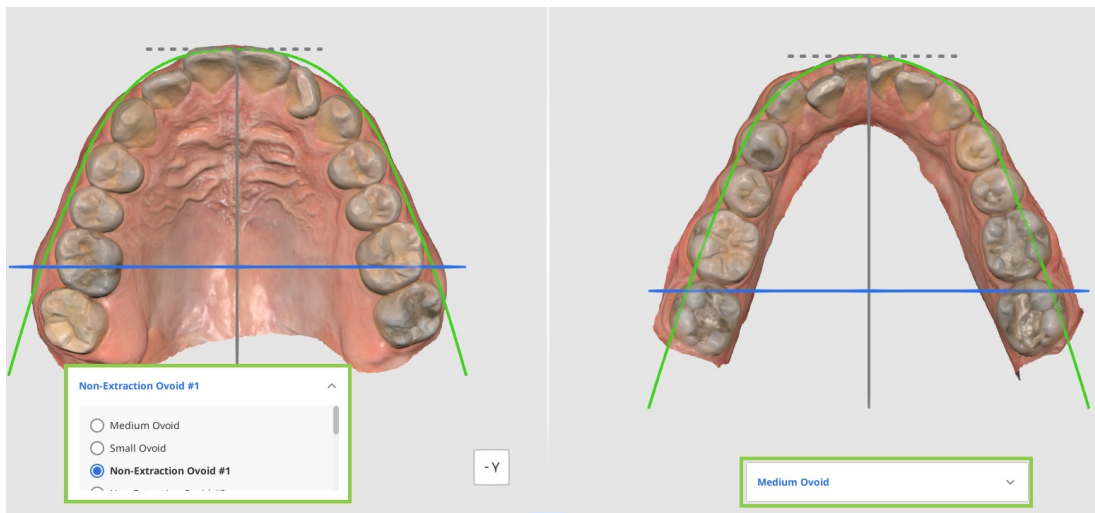 Non-Extraction Ovoid #1
Medium Ovoid
Small Ovoid
Non-Extraction Ovoid #1
- Y
Medium Ovoid